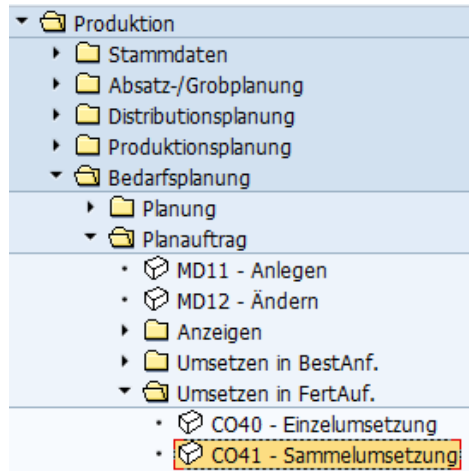 Produktion
Stammdaten
Absatz-/Grobplanung
Distributionsplanung
Produktionsplanung
Bedarfsplanung
Planung
Planauftrag
MD11 - Anlegen
MD12 - Ändern
Anzeigen
Umsetzen in BestAnf.
Umsetzen in FertAuf.
CO40 - Einzelumsetzung
CO41 - Sammelumsetzung